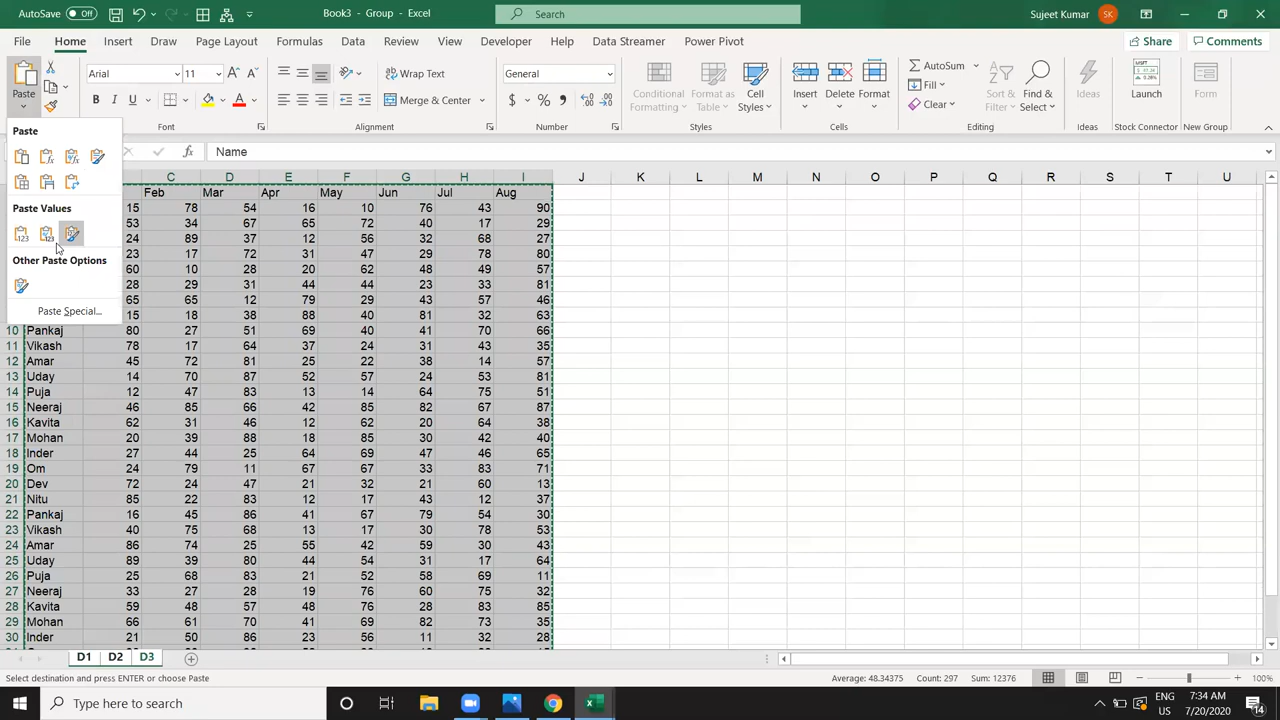 AutoSave Off Book3 - Group - Excel Search Sujeet Kumar SK
File Home Insert Draw Page Layout Formulas Data Review View Developer Help Data Streamer Power Pivot Share Comments
Paste Arial 11 Wrap Text General AutoSum
B I U A Merge & Center $ % Conditional Formatting Format as Table Cell Styles Insert Delete Format Fill Clear Sort & Filter Find & Select Ideas Launch Form
Font Alignment Number Styles Cells Editing Ideas Stock Connector New Group
Paste
fx Name
C D E F G H I J K L M N O P Q R S T U
Feb Mar Apr May Jun Jul Aug
15 78 54 16 10 76 43 90
Paste Values
53 34 67 65 72 40 17 29
24 89 37 12 56 32 68 27
23 17 72 31 47 29 78 80
Other Paste Options
60 10 28 20 62 48 49 57
28 29 31 44 44 23 41 21
65 65 12 79 29 43 57 46
Paste Special...
15 18 38 88 40 81 32 63
10 Pankaj 80 27 51 69 40 41 70 66
11 Vikash 78 17 64 37 24 31 31 35
12 Amar 45 72 81 25 22 38 14 57
13 Uday 14 70 87 52 57 24 53 81
14 Puja 12 47 83 13 14 64 75 51
15 Neeraj 46 85 66 42 85 82 67 87
16 Kavita 62 31 46 12 62 20 64 38
17 Mohan 20 39 88 18 85 30 42 40
18 Inder 27 44 25 64 69 47 46 65
19 Om 24 79 11 67 67 33 83 71
20 Dev 72 24 47 21 32 21 60 13
21 Nitu 85 22 83 12 17 43 12 37
22 Pankaj 16 45 86 41 67 79 54 30
23 Vikash 40 75 68 13 17 30 78 53
24 Amar 86 74 25 55 42 59 30 43
25 Uday 89 39 80 44 54 31 17 64
26 Puja 25 68 83 21 52 58 69 11
27 Neeraj 33 27 28 19 76 60 75 32
28 Kavita 59 48 57 48 76 28 83 85
29 Mohan 66 61 70 41 69 82 73 35
30 Inder 21 50 86 23 56 11 32 28
D1 D2 D3
Select destination and press ENTER or choose Paste Average: 48.34375 Count: 297 Sum: 12376 100%
Type here to search ENG US 7:34 AM 7/20/2020 14